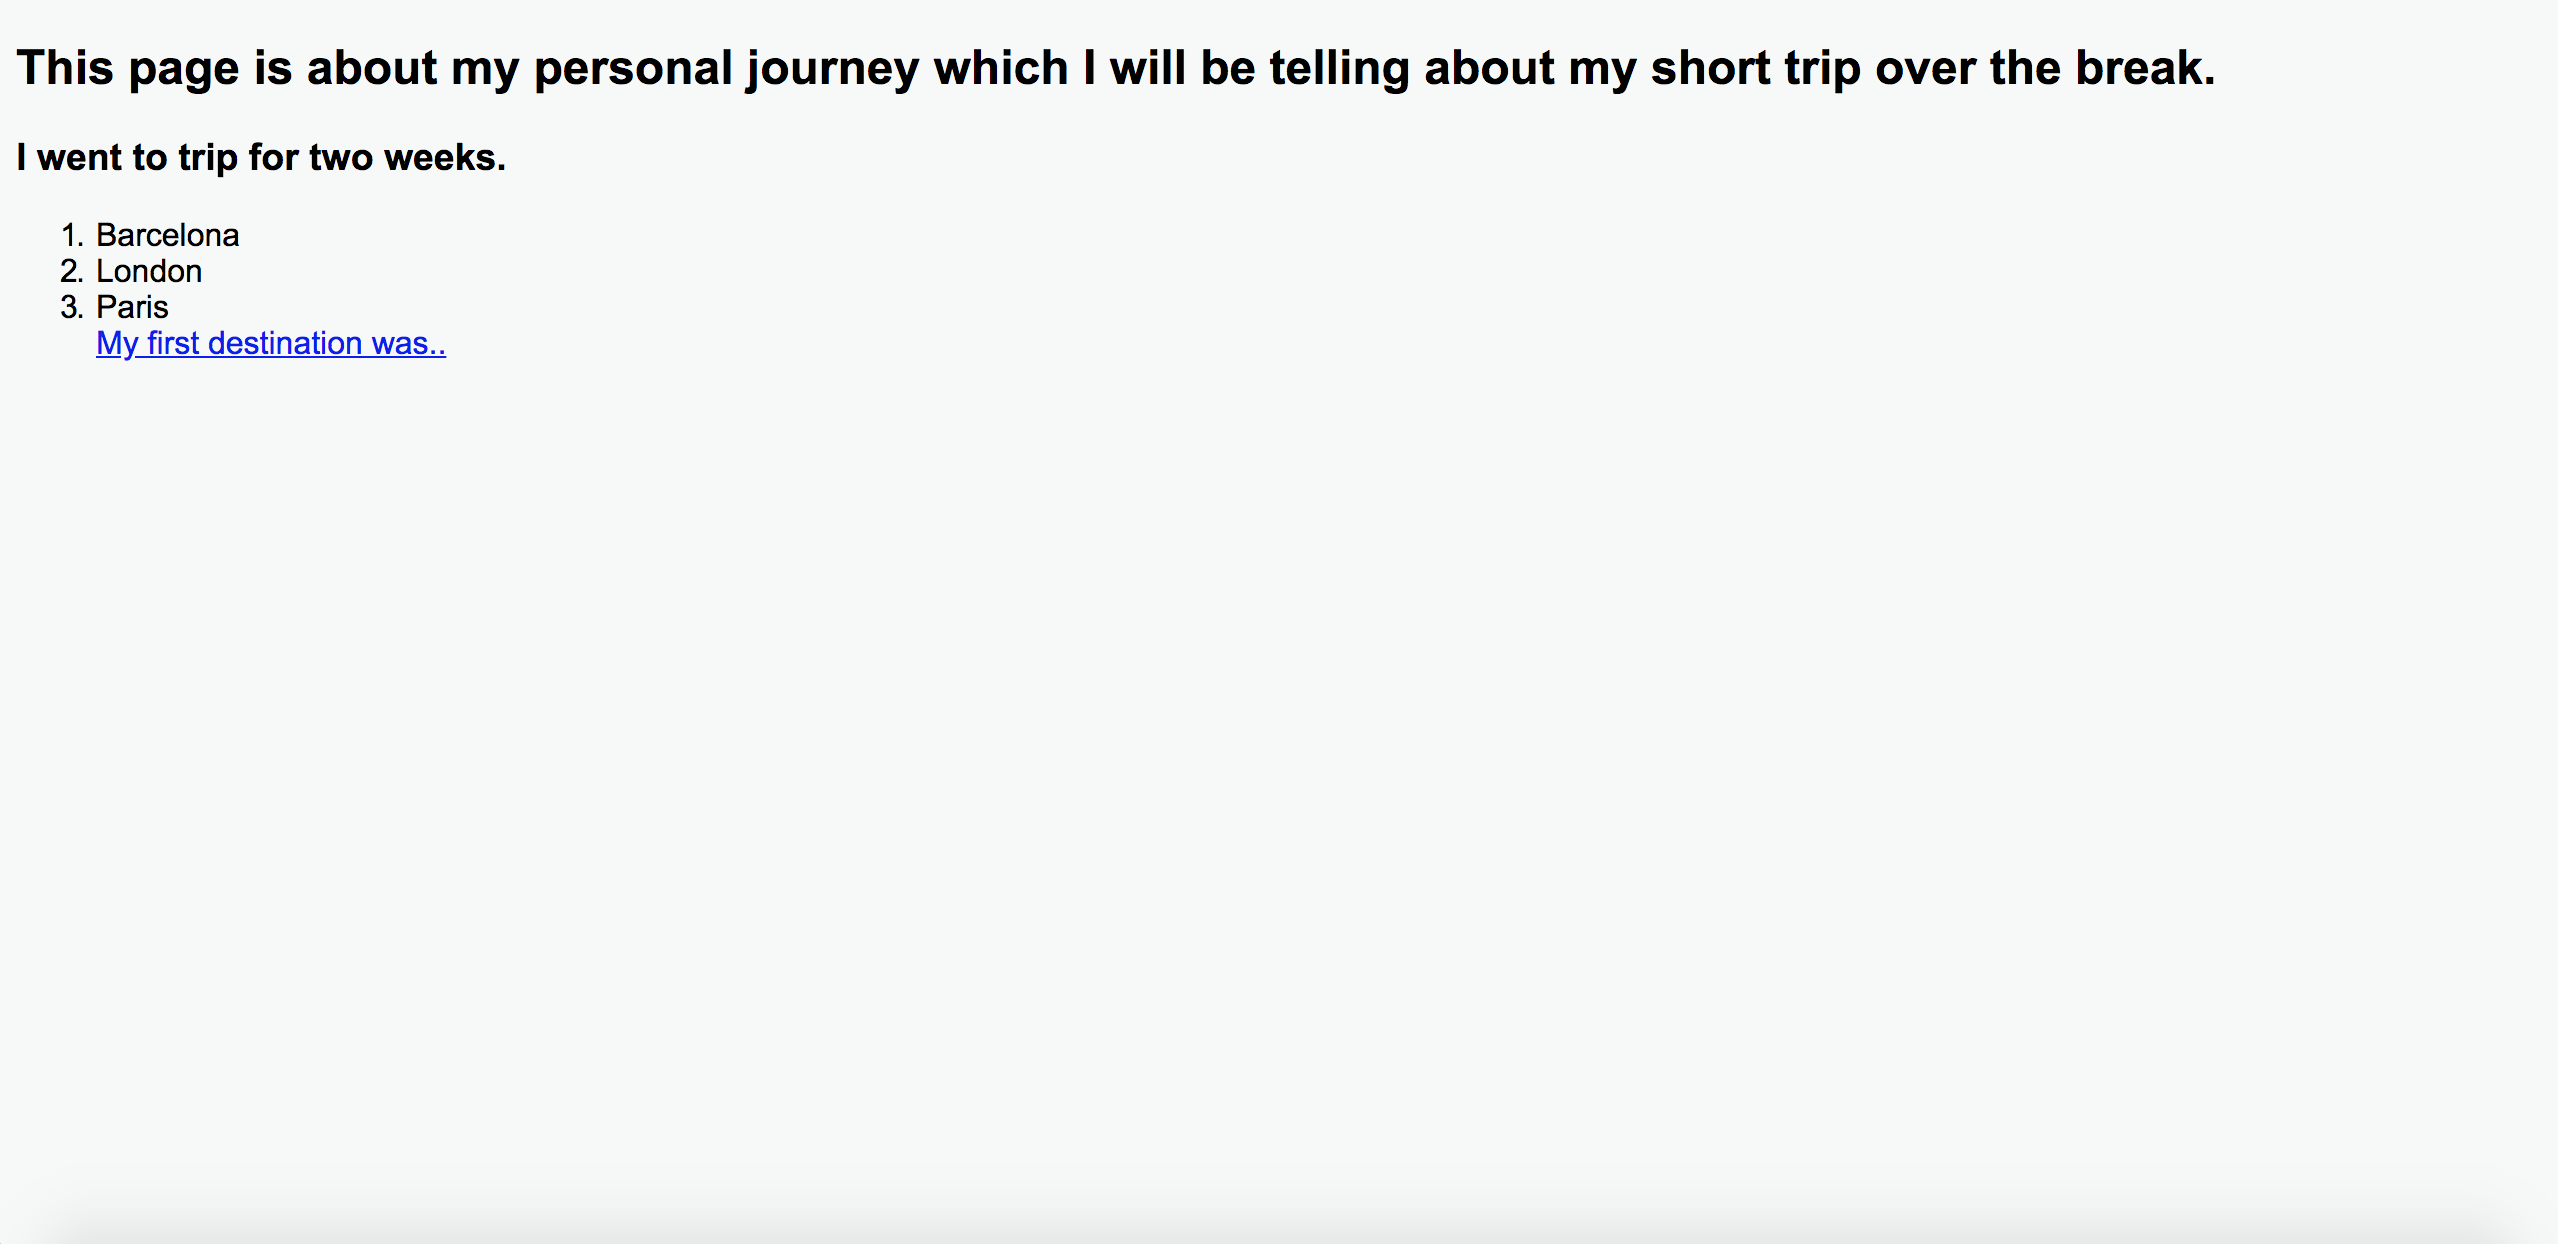 This page is about my personal journey which I will be telling about my short trip over the break.
I went to trip for two weeks.
1. Barcelona
2. London
3. Paris
My first destination was..